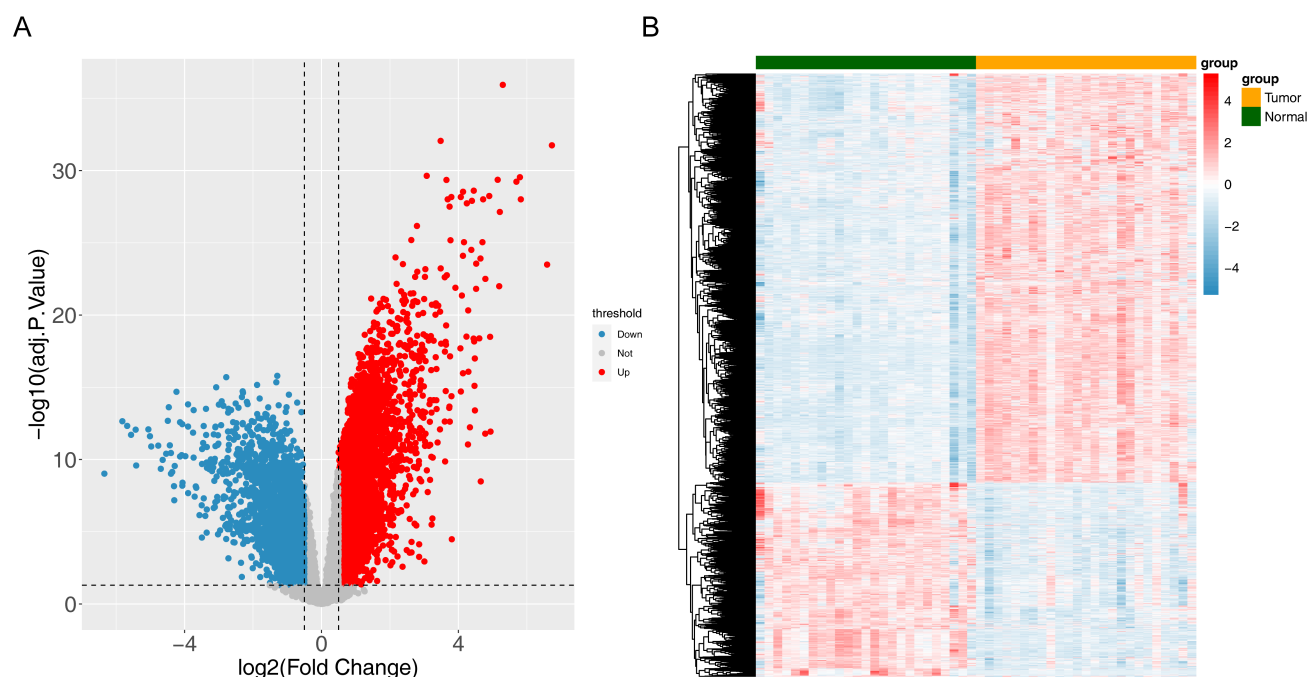 A
B
−log10(adj.P.Value)
30
20
10
0
−4
0
4
log2(Fold Change)
threshold
Down
Not
Up
group
4
2
0
−2
−4
group
Tumor
Normal